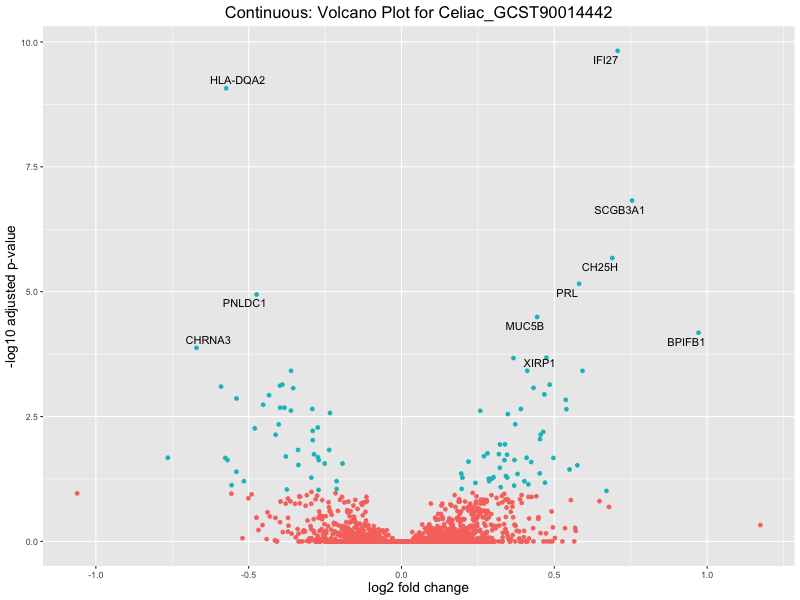 Continuous: Volcano Plot for Celiac_GCST90014442
10.0
IFI27
HLA-DQA2
7.5
SCGB3A1
CH25H
-log10 adjusted p-value
5.0
PRL
PNLDC1
MUC5B
BPIFB1
CHRNA3
XIRP1
2.5
0.0
-1.0 -0.5 0.0 0.5 1.0
log2 fold change